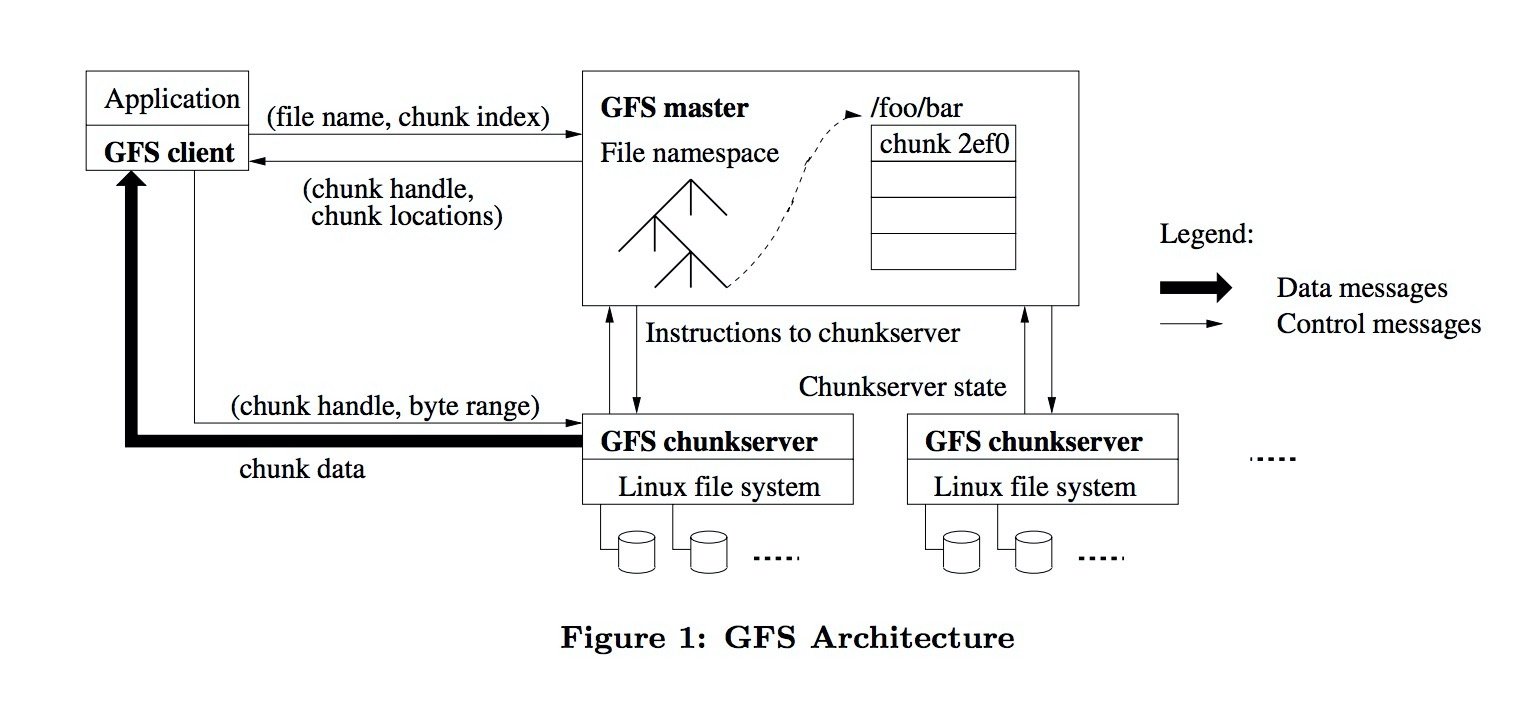 Application
GFS client
(file name, chunk index)
(chunk handle,
chunk locations)
GFS master
File namespace
/foo/bar
chunk 2ef0
Legend:
Data messages
Control messages
Instructions to chunkserver
Chunkserver state
(chunk handle, byte range)
chunk data
GFS chunkserver
Linux file system
GFS chunkserver
Linux file system
Figure 1: GFS Architecture